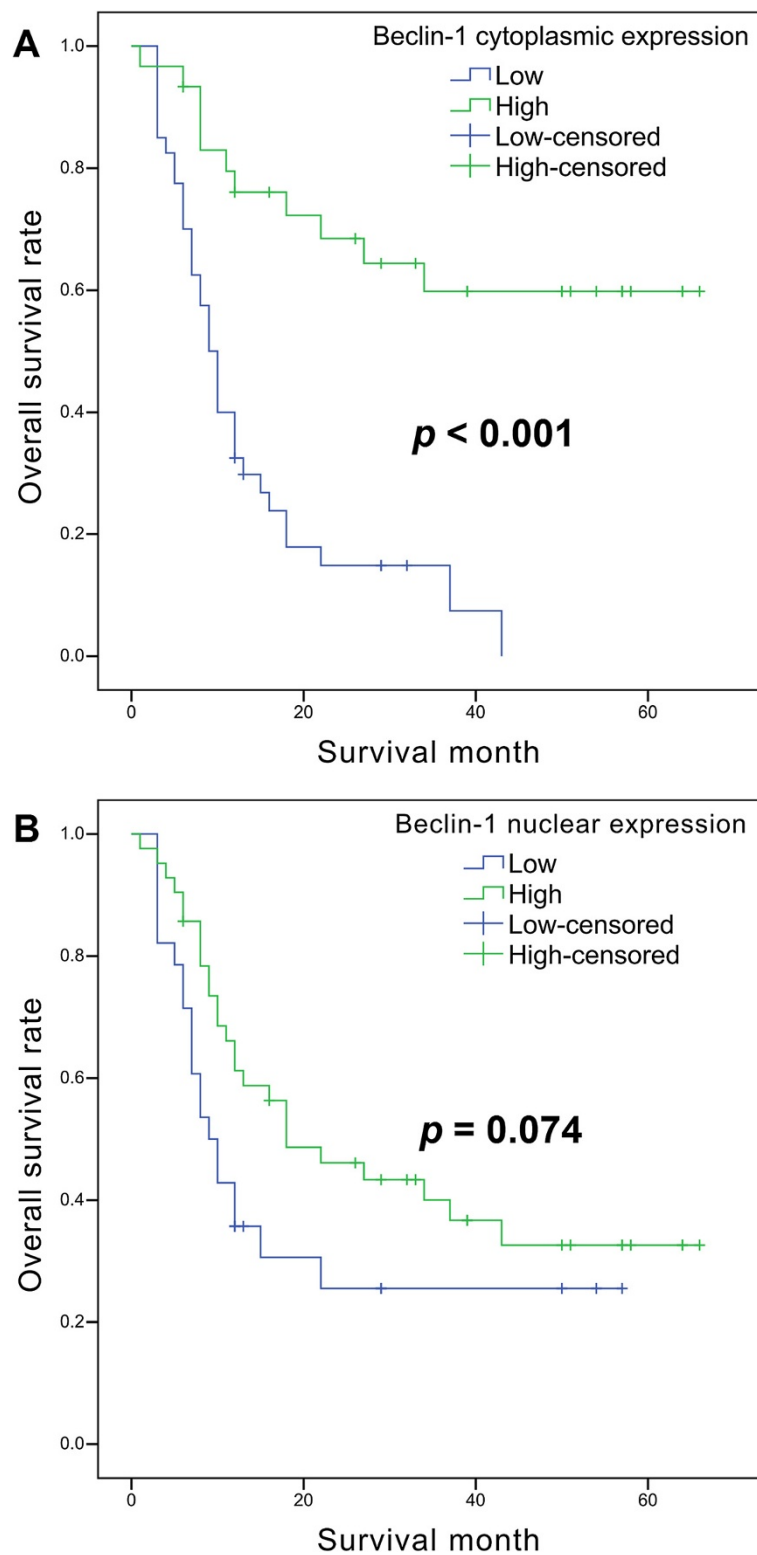 A
Beclin-1 cytoplasmic expression
Low
High
Low-censored
High-censored
1.0
0.8
0.6
0.4
0.2
0.0
Overall survival rate
p < 0.001
0 20 40 60
Survival month
B
Beclin-1 nuclear expression
Low
High
Low-censored
High-censored
1.0
0.8
0.6
0.4
0.2
0.0
Overall survival rate
p = 0.074
0 20 40 60
Survival month